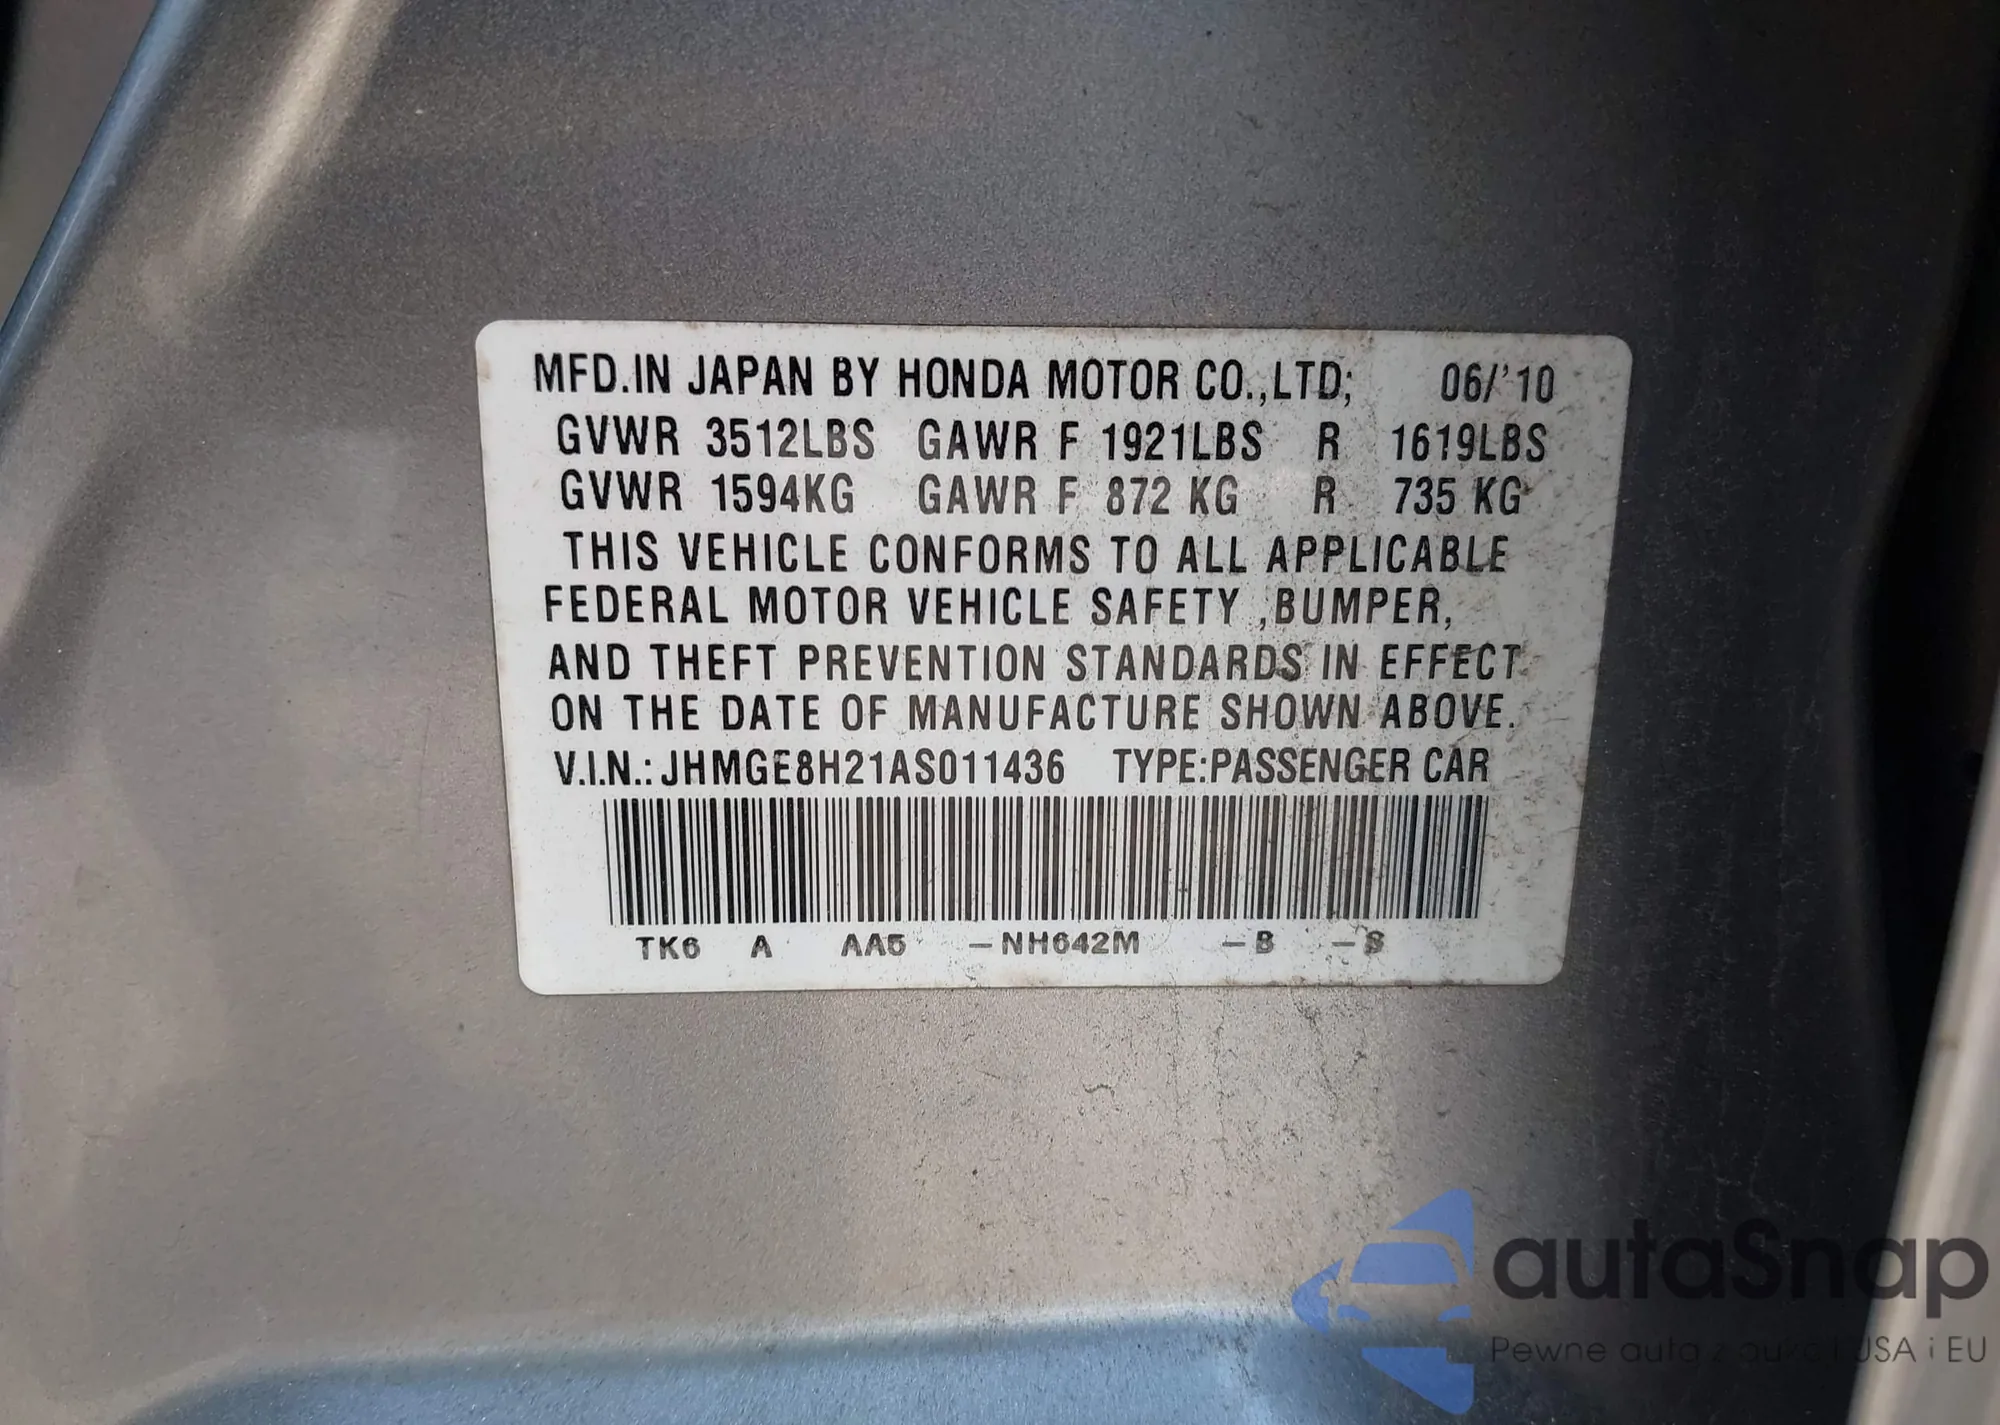 MFD.IN JAPAN BY HONDA MOTOR CO.,LTD; 06/'10
GVWR 3512LBS GAWR F 1921LBS R 1619LBS
GVWR 1594KG GAWR F 872 KG R 735 KG
THIS VEHICLE CONFORMS TO ALL APPLICABLE
FEDERAL MOTOR VEHICLE SAFETY ,BUMPER,
AND THEFT PREVENTION STANDARDS IN EFFECT
ON THE DATE OF MANUFACTURE SHOWN ABOVE.
V.I.N.: JHMGE8H21AS011436 TYPE:PASSENGER CAR
TK6 A AA5 -NH642M -B -S
autaSnap
Pewne auta z aukcji USA i EU